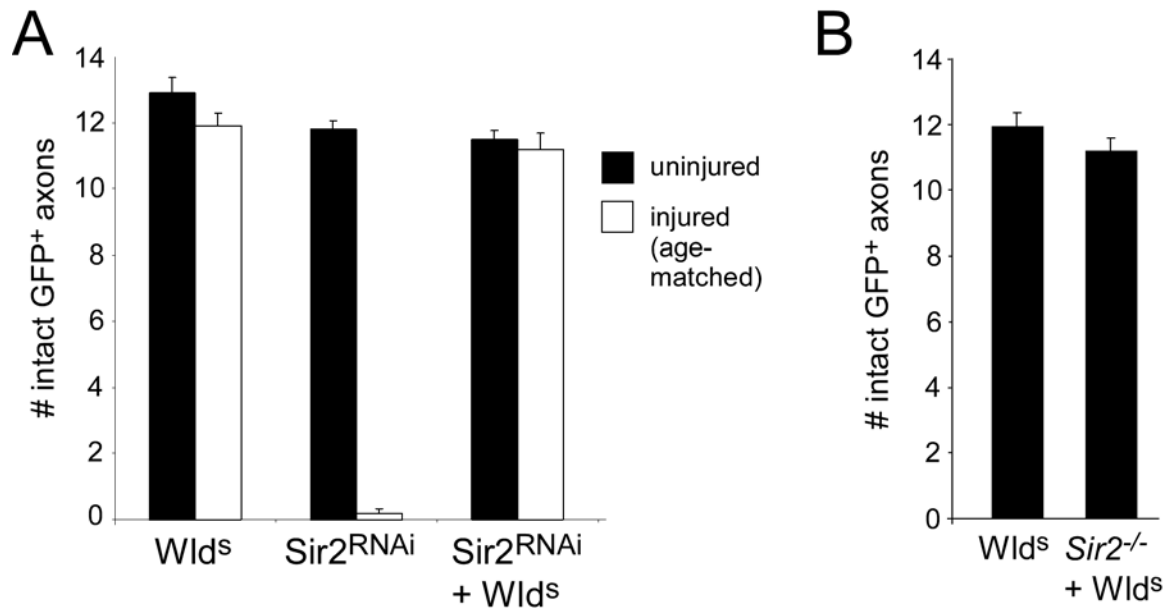 A
# intact GFP⁺ axons
14
12
10
8
6
4
2
0
Wldˢ
Sir2ᴿᴺᴬⁱ
Sir2ᴿᴺᴬⁱ
+ Wldˢ
uninjured
injured
(age-
matched)
B
# intact GFP⁺ axons
14
12
10
8
6
4
2
0
Wldˢ
Sir2⁻/⁻
+ Wldˢ